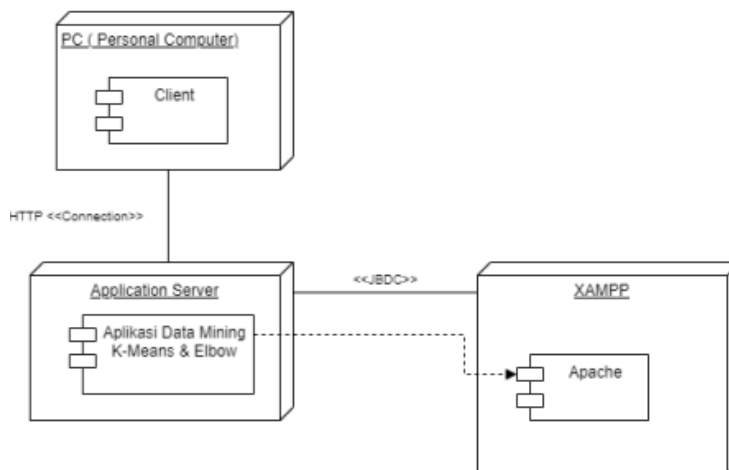 PC ( Personal Computer)
Client
HTTP <<Connection>>
Application Server
Aplikasi Data Mining
K-Means & Elbow
<<JBDC>>
XAMPP
Apache